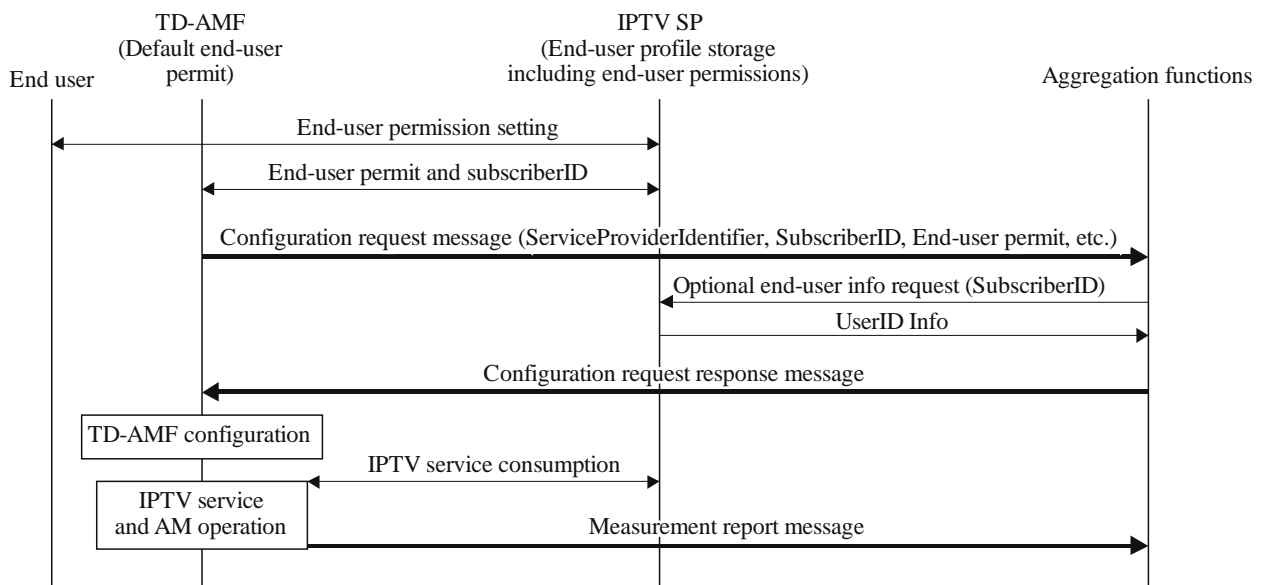 TD-AMF
(Default end-user
permit)
IPTV SP
(End-user profile storage
including end-user permissions)
End user
Aggregation functions
End-user permission setting
End-user permit and subscriberID
Configuration request message (ServiceProviderIdentifier, SubscriberID, End-user permit, etc.)
Optional end-user info request (SubscriberID)
UserID Info
Configuration request response message
TD-AMF configuration
IPTV service consumption
IPTV service
and AM operation
Measurement report message